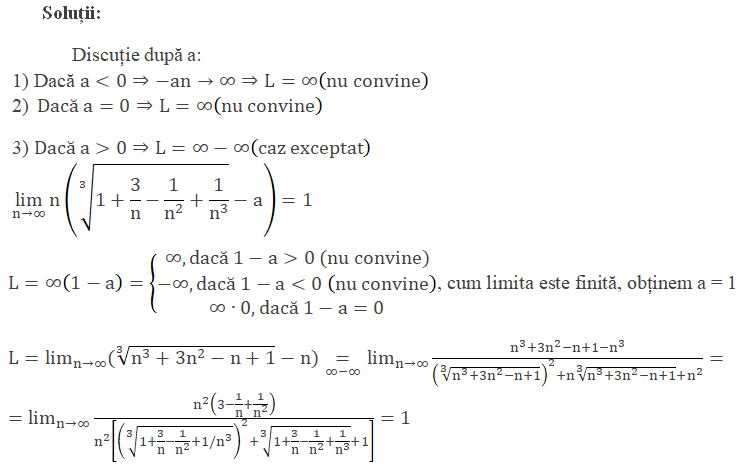 Soluții:
Discuție după a:
1) Dacă a < 0 ⇒ −an → ∞ ⇒ L = ∞(nu convine)
2) Dacă a = 0 ⇒ L = ∞(nu convine)
3) Dacă a > 0 ⇒ L = ∞ − ∞(caz exceptat)
lim n→∞ n(∛(1 + 3/n − 1/n² + 1/n³) − a) = 1
L = ∞(1 − a) = { ∞, dacă 1 − a > 0 (nu convine)
−∞, dacă 1 − a < 0 (nu convine), cum limita este finită, obținem a = 1
∞ · 0, dacă 1 − a = 0
L = lim n→∞ (∛(n³ + 3n² − n + 1) − n) =(∞−∞) lim n→∞ (n³+3n²−n+1−n³)/((∛(n³+3n²−n+1))²+n∛(n³+3n²−n+1)+n²) =
= lim n→∞ n²(3−1/n+1/n²)/(n²[(∛(1+3/n−1/n²+1/n³))²+∛(1+3/n−1/n²+1/n³)+1]) = 1